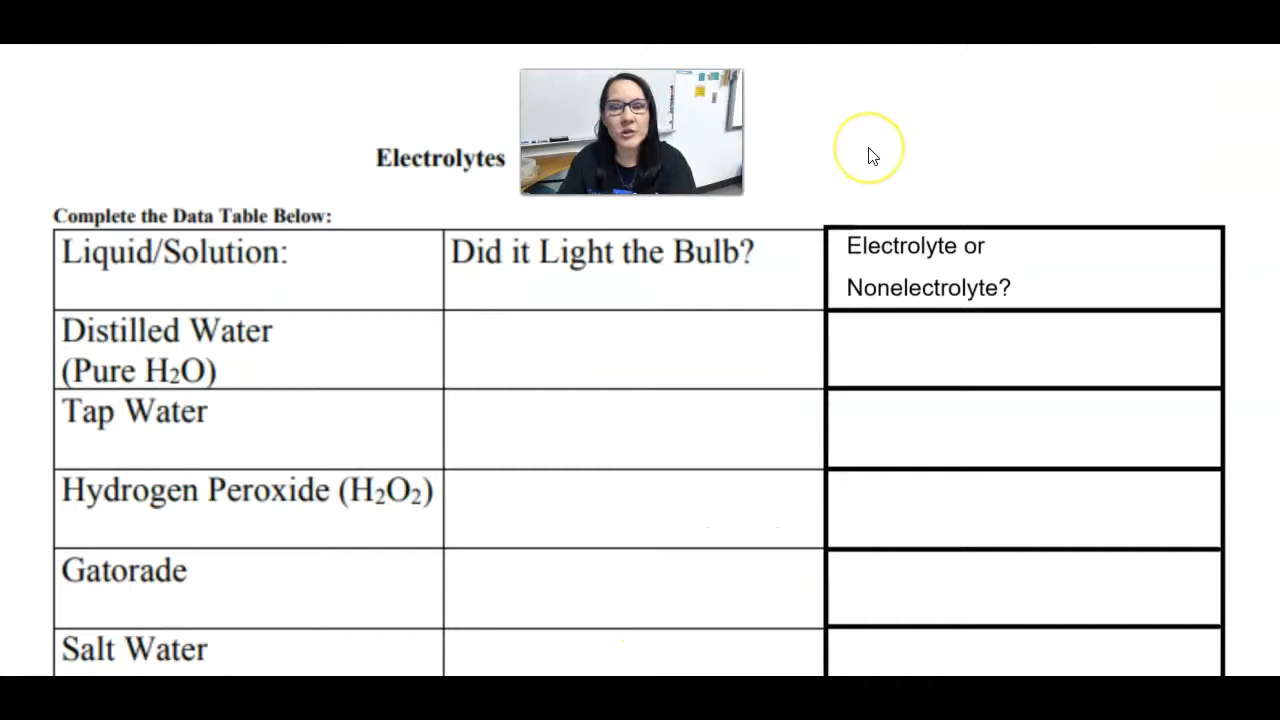 Electrolytes
Complete the Data Table Below:
Liquid/Solution:
Did it Light the Bulb?
Electrolyte or
Nonelectrolyte?
Distilled Water
(Pure H₂O)
Tap Water
Hydrogen Peroxide (H₂O₂)
Gatorade
Salt Water